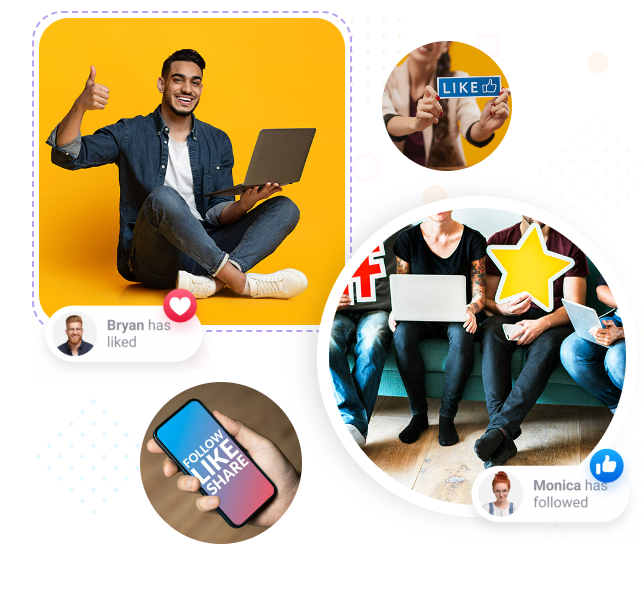 LIKE
Bryan has
liked
FOLLOW
LIKE
SHARE
Monica has
followed